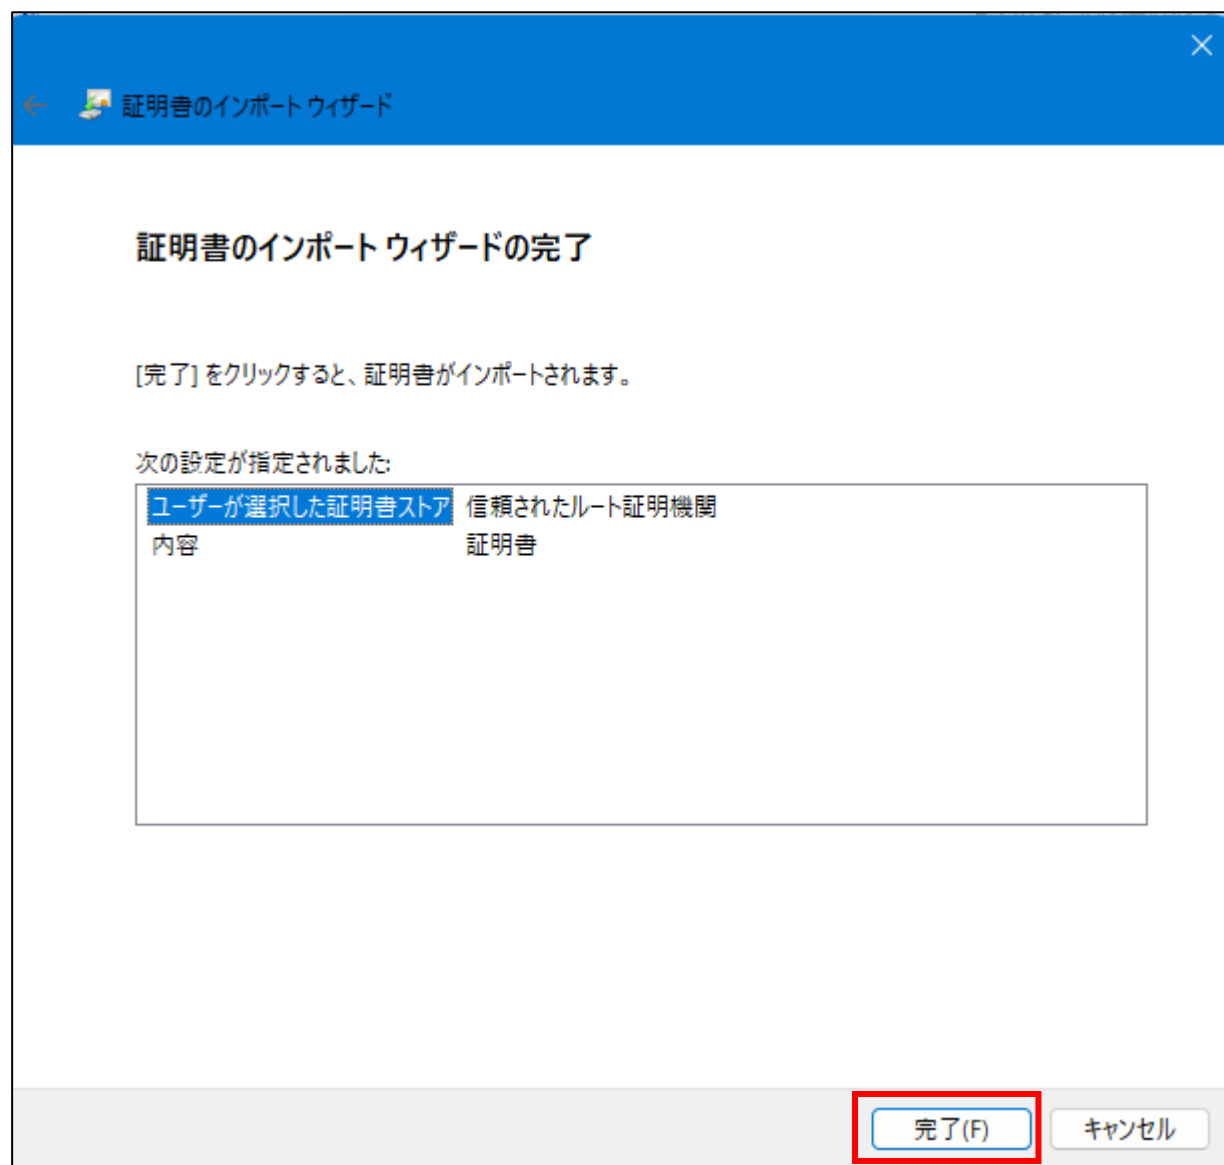 証明書のインポート ウィザード
証明書のインポート ウィザードの完了
[完了] をクリックすると、証明書がインポートされます。
次の設定が指定されました:
ユーザーが選択した証明書ストア 信頼されたルート証明機関
内容 証明書
完了(F) キャンセル